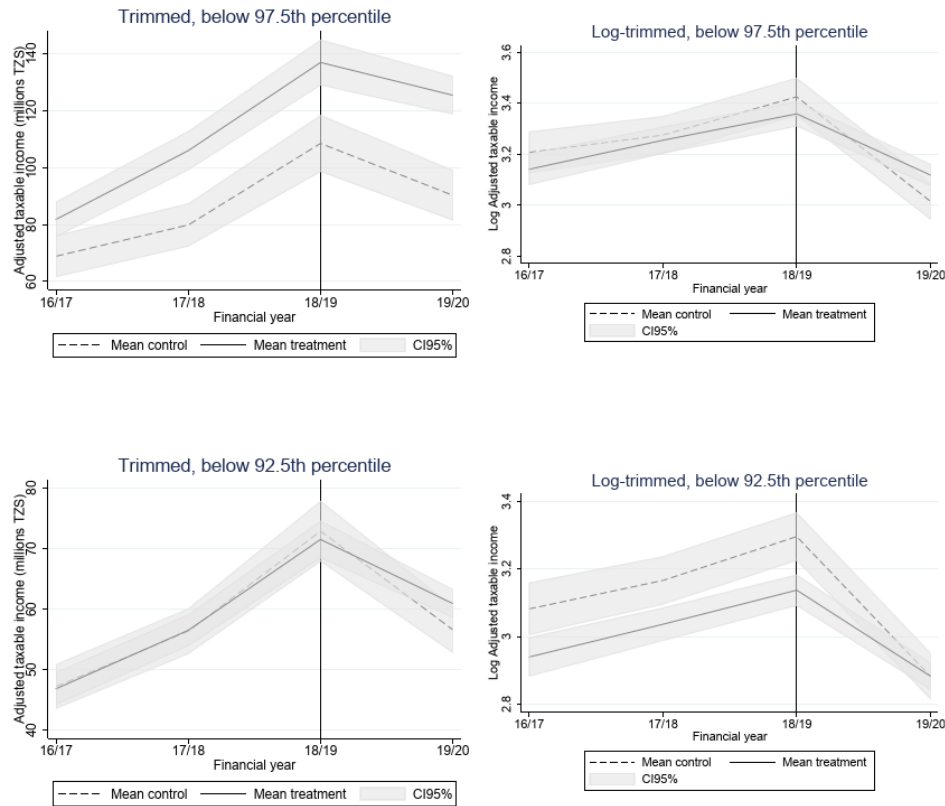 Trimmed, below 97.5th percentile
Adjusted taxable income (millions TZS)
140
120
100
80
60
16/17 17/18 18/19 19/20
Financial year
Mean control Mean treatment CI95%
Log-trimmed, below 97.5th percentile
Log Adjusted taxable income
3.6
3.4
3.2
3
2.8
16/17 17/18 18/19 19/20
Financial year
Mean control Mean treatment
CI95%
Trimmed, below 92.5th percentile
Adjusted taxable income (millions TZS)
80
70
60
50
40
16/17 17/18 18/19 19/20
Financial year
Mean control Mean treatment CI95%
Log-trimmed, below 92.5th percentile
Log Adjusted taxable income
3.4
3.2
3
2.8
16/17 17/18 18/19 19/20
Financial year
Mean control Mean treatment
CI95%